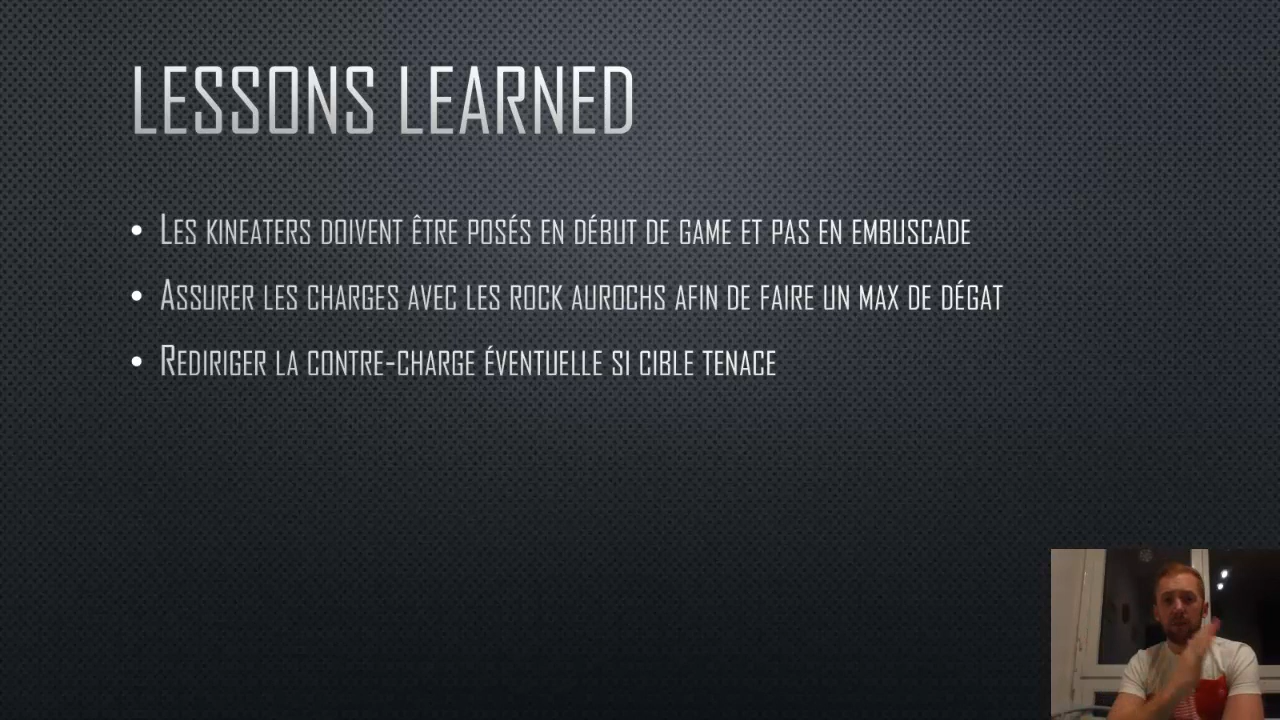 LESSONS LEARNED
• LES KINEATERS DOIVENT ÊTRE POSÉS EN DÉBUT DE GAME ET PAS EN EMBUSCADE
• ASSURER LES CHARGES AVEC LES ROCK AUROCHS AFIN DE FAIRE UN MAX DE DÉGAT
• REDIRIGER LA CONTRE-CHARGE ÉVENTUELLE SI CIBLE TENACE